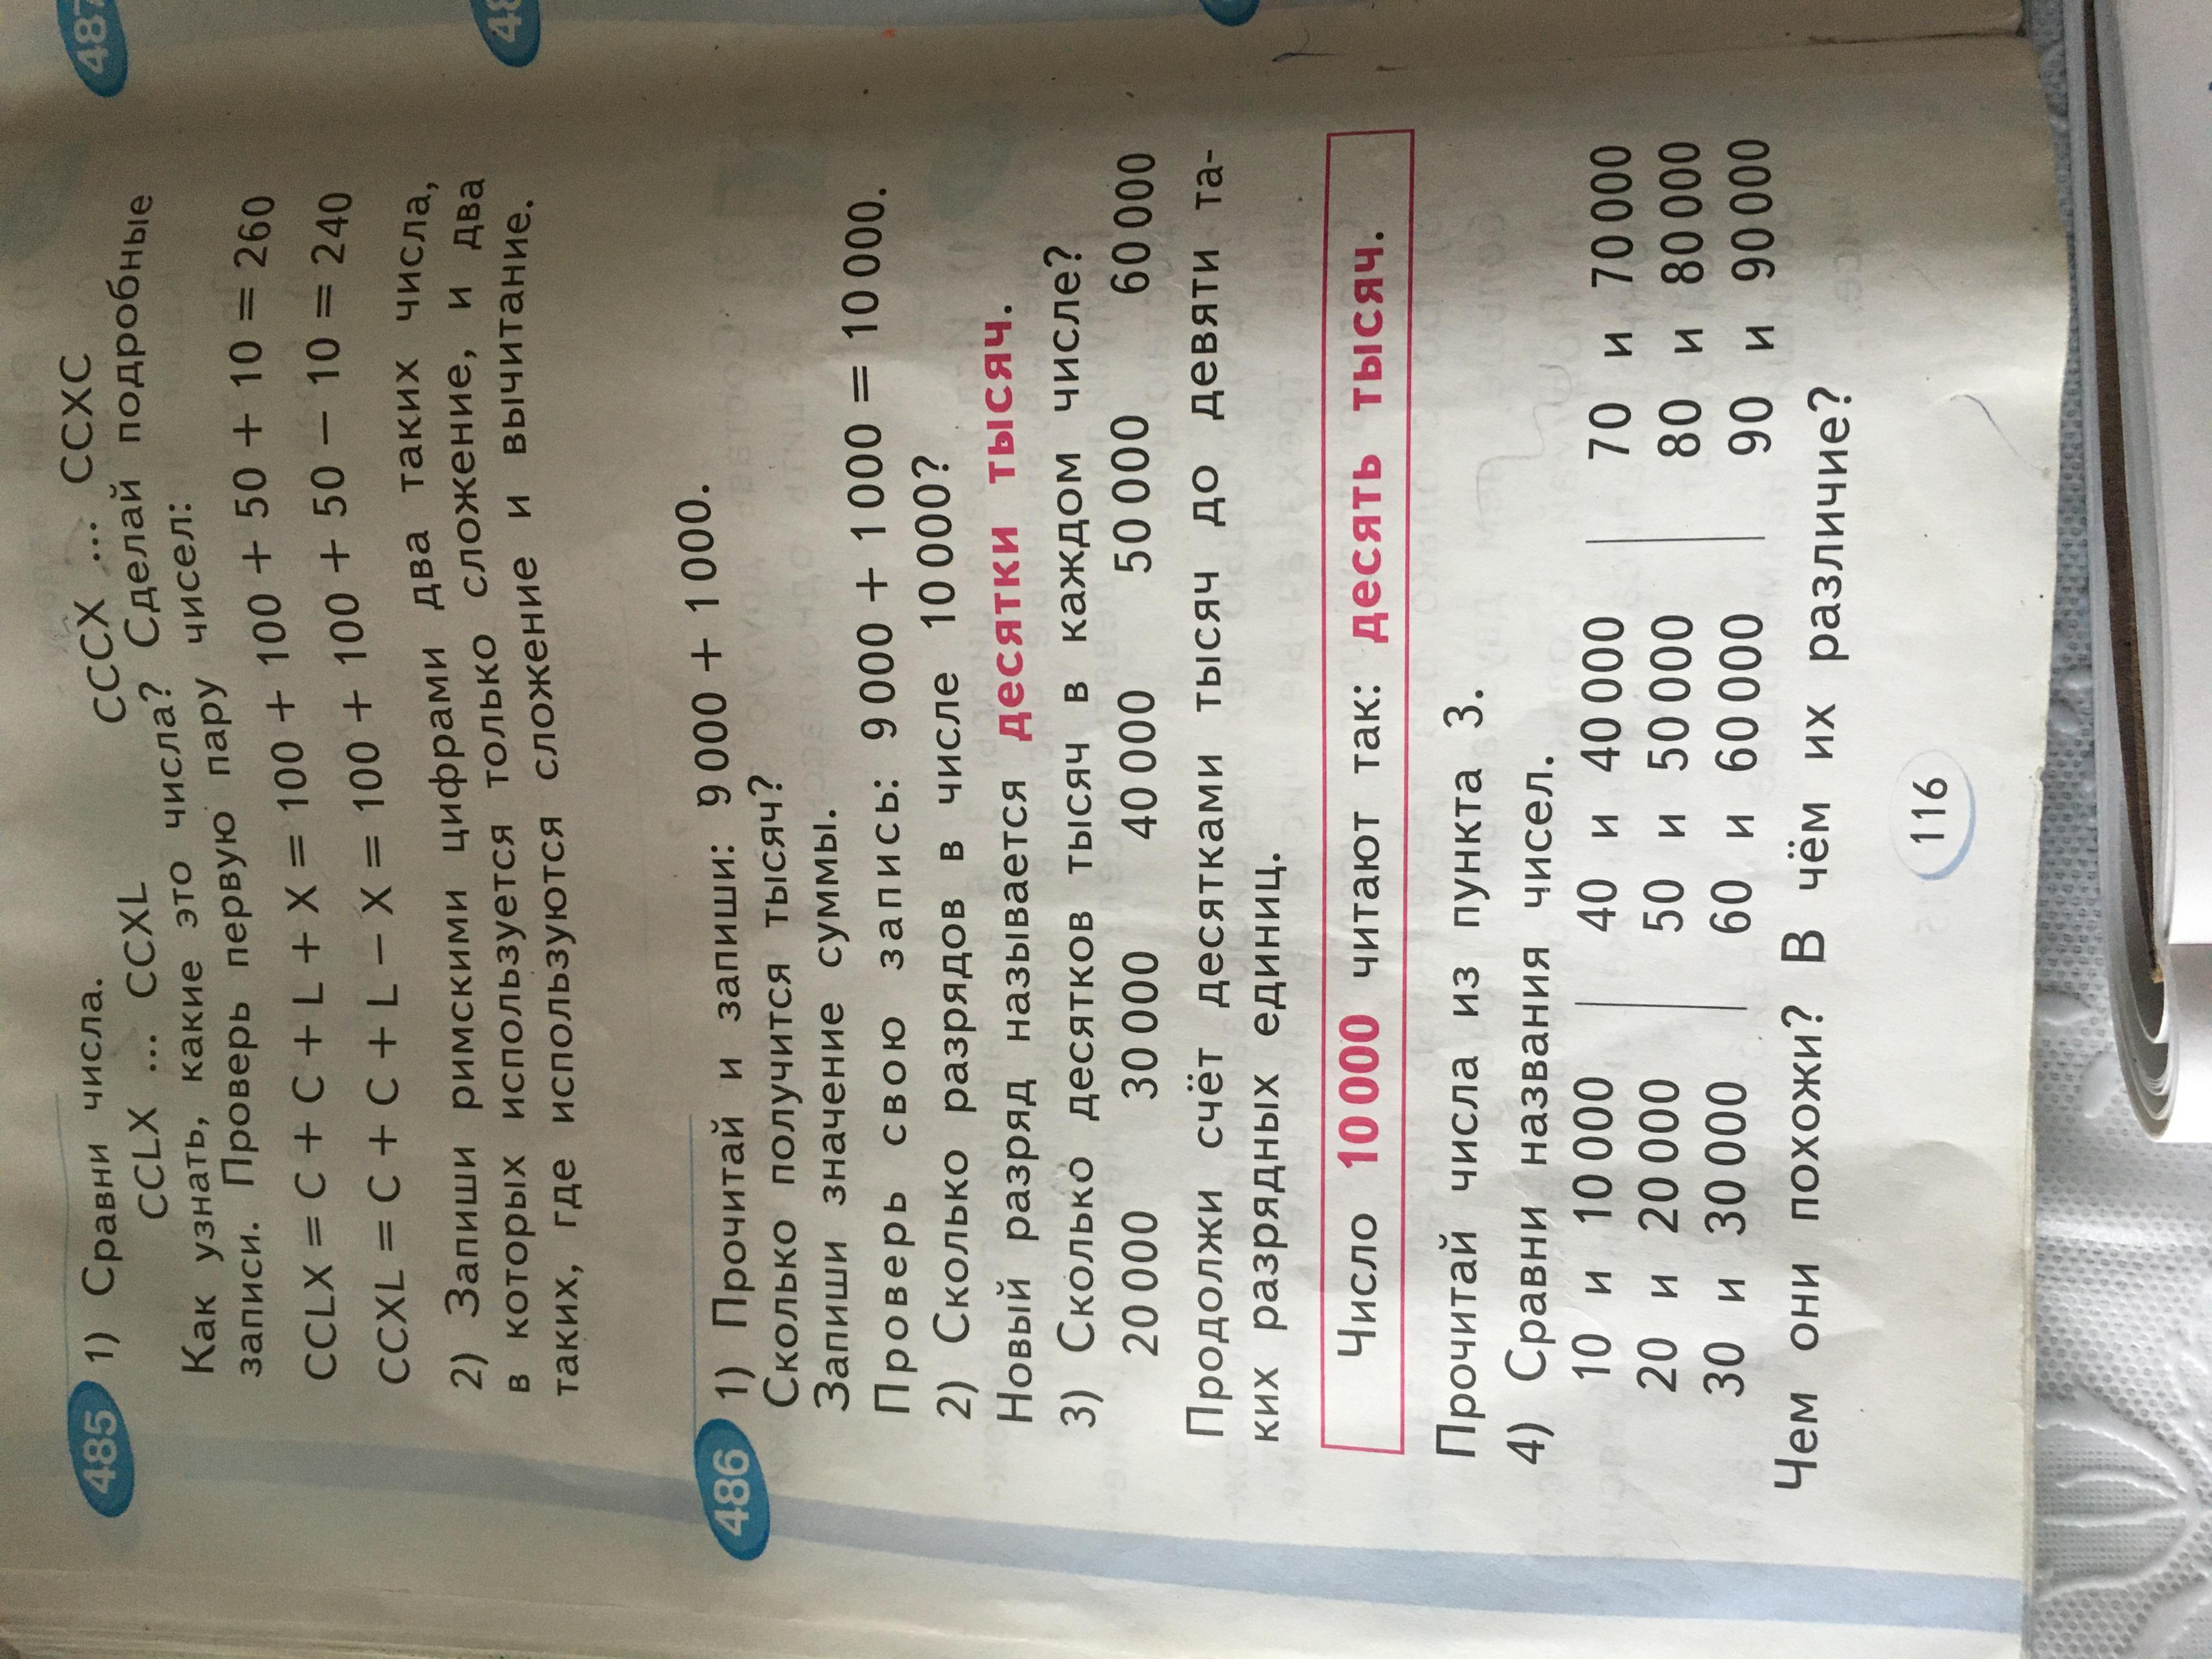 485 1) Сравни числа.
CCLX ... CCXL CCCX ... CCXC
Как узнать, какие это числа? Сделай подробные
записи. Проверь первую пару чисел:
CCLX = C + C + L + X = 100 + 100 + 50 + 10 = 260
CCXL = C + C + L − X = 100 + 100 + 50 − 10 = 240
2) Запиши римскими цифрами два таких числа,
в которых используется только сложение, и два
таких, где используются сложение и вычитание.
486 1) Прочитай и запиши: 9 000 + 1 000.
Сколько получится тысяч?
Запиши значение суммы.
Проверь свою запись: 9 000 + 1 000 = 10 000.
2) Сколько разрядов в числе 10 000?
Новый разряд называется десятки тысяч.
3) Сколько десятков тысяч в каждом числе?
20 000 30 000 40 000 50 000 60 000
Продолжи счёт десятками тысяч до девяти та-
ких разрядных единиц.
Число 10 000 читают так: десять тысяч.
Прочитай числа из пункта 3.
4) Сравни названия чисел.
10 и 10 000 40 и 40 000 70 и 70 000
20 и 20 000 50 и 50 000 80 и 80 000
30 и 30 000 60 и 60 000 90 и 90 000
Чем они похожи? В чём их различие?
116
487